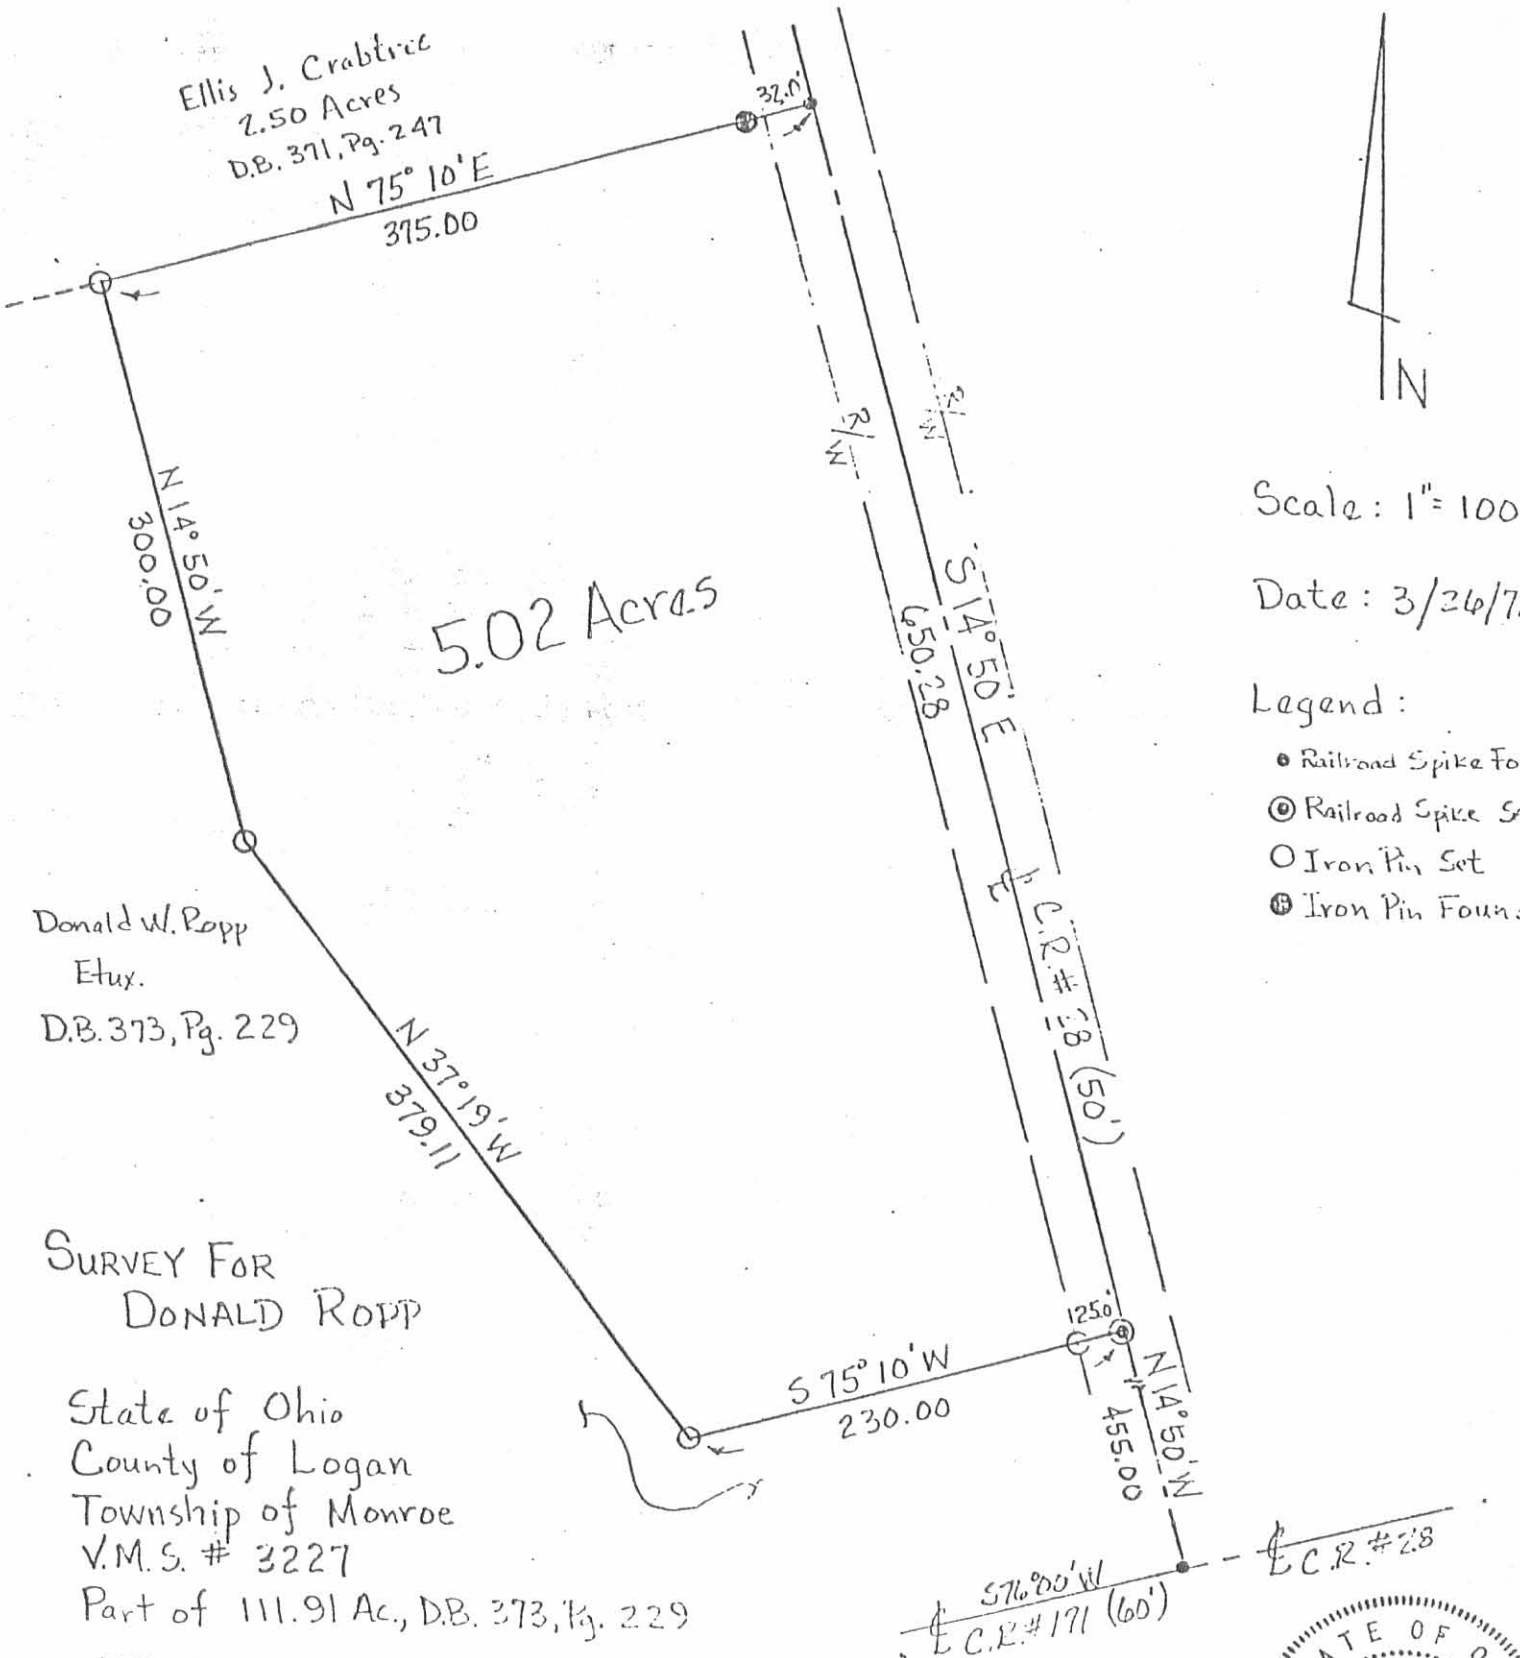 Ellis J. Crabtree
2.50 Acres
D.B. 371, Pg. 247
N 75° 10' E
375.00
32.0'
N
R/W
R/W
N 14° 50' W
300.00
5.02 Acres
S 14° 50' E
650.28
Scale: 1" = 100
Date: 3/26/7
Legend:
Railroad Spike Fo
Railroad Spike S
Iron Pin Set
Iron Pin Foun
Donald W. Ropp
Etux.
D.B. 373, Pg. 229
C.R. # 28 (50')
N 37° 19' W
379.11
SURVEY FOR
DONALD ROPP
State of Ohio
County of Logan
Township of Monroe
V.M.S. # 3227
Part of 111.91 Ac., D.B. 373, Pg. 229
S 75° 10' W
230.00
N 14° 50' W
455.00
S 76° 00' W
C.R. # 171 (60')
C.R. # 28
ATE OF O